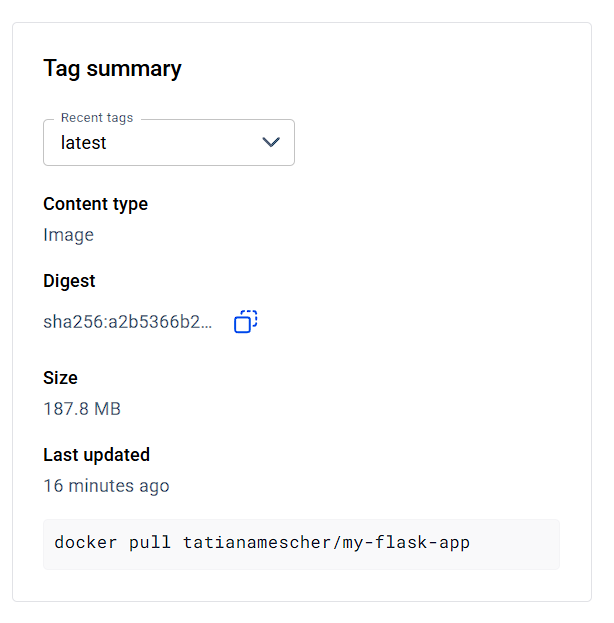 Tag summary
Recent tags
latest
Content type
Image
Digest
sha256:a2b5366b2...
Size
187.8 MB
Last updated
16 minutes ago
docker pull tatianamescher/my-flask-app